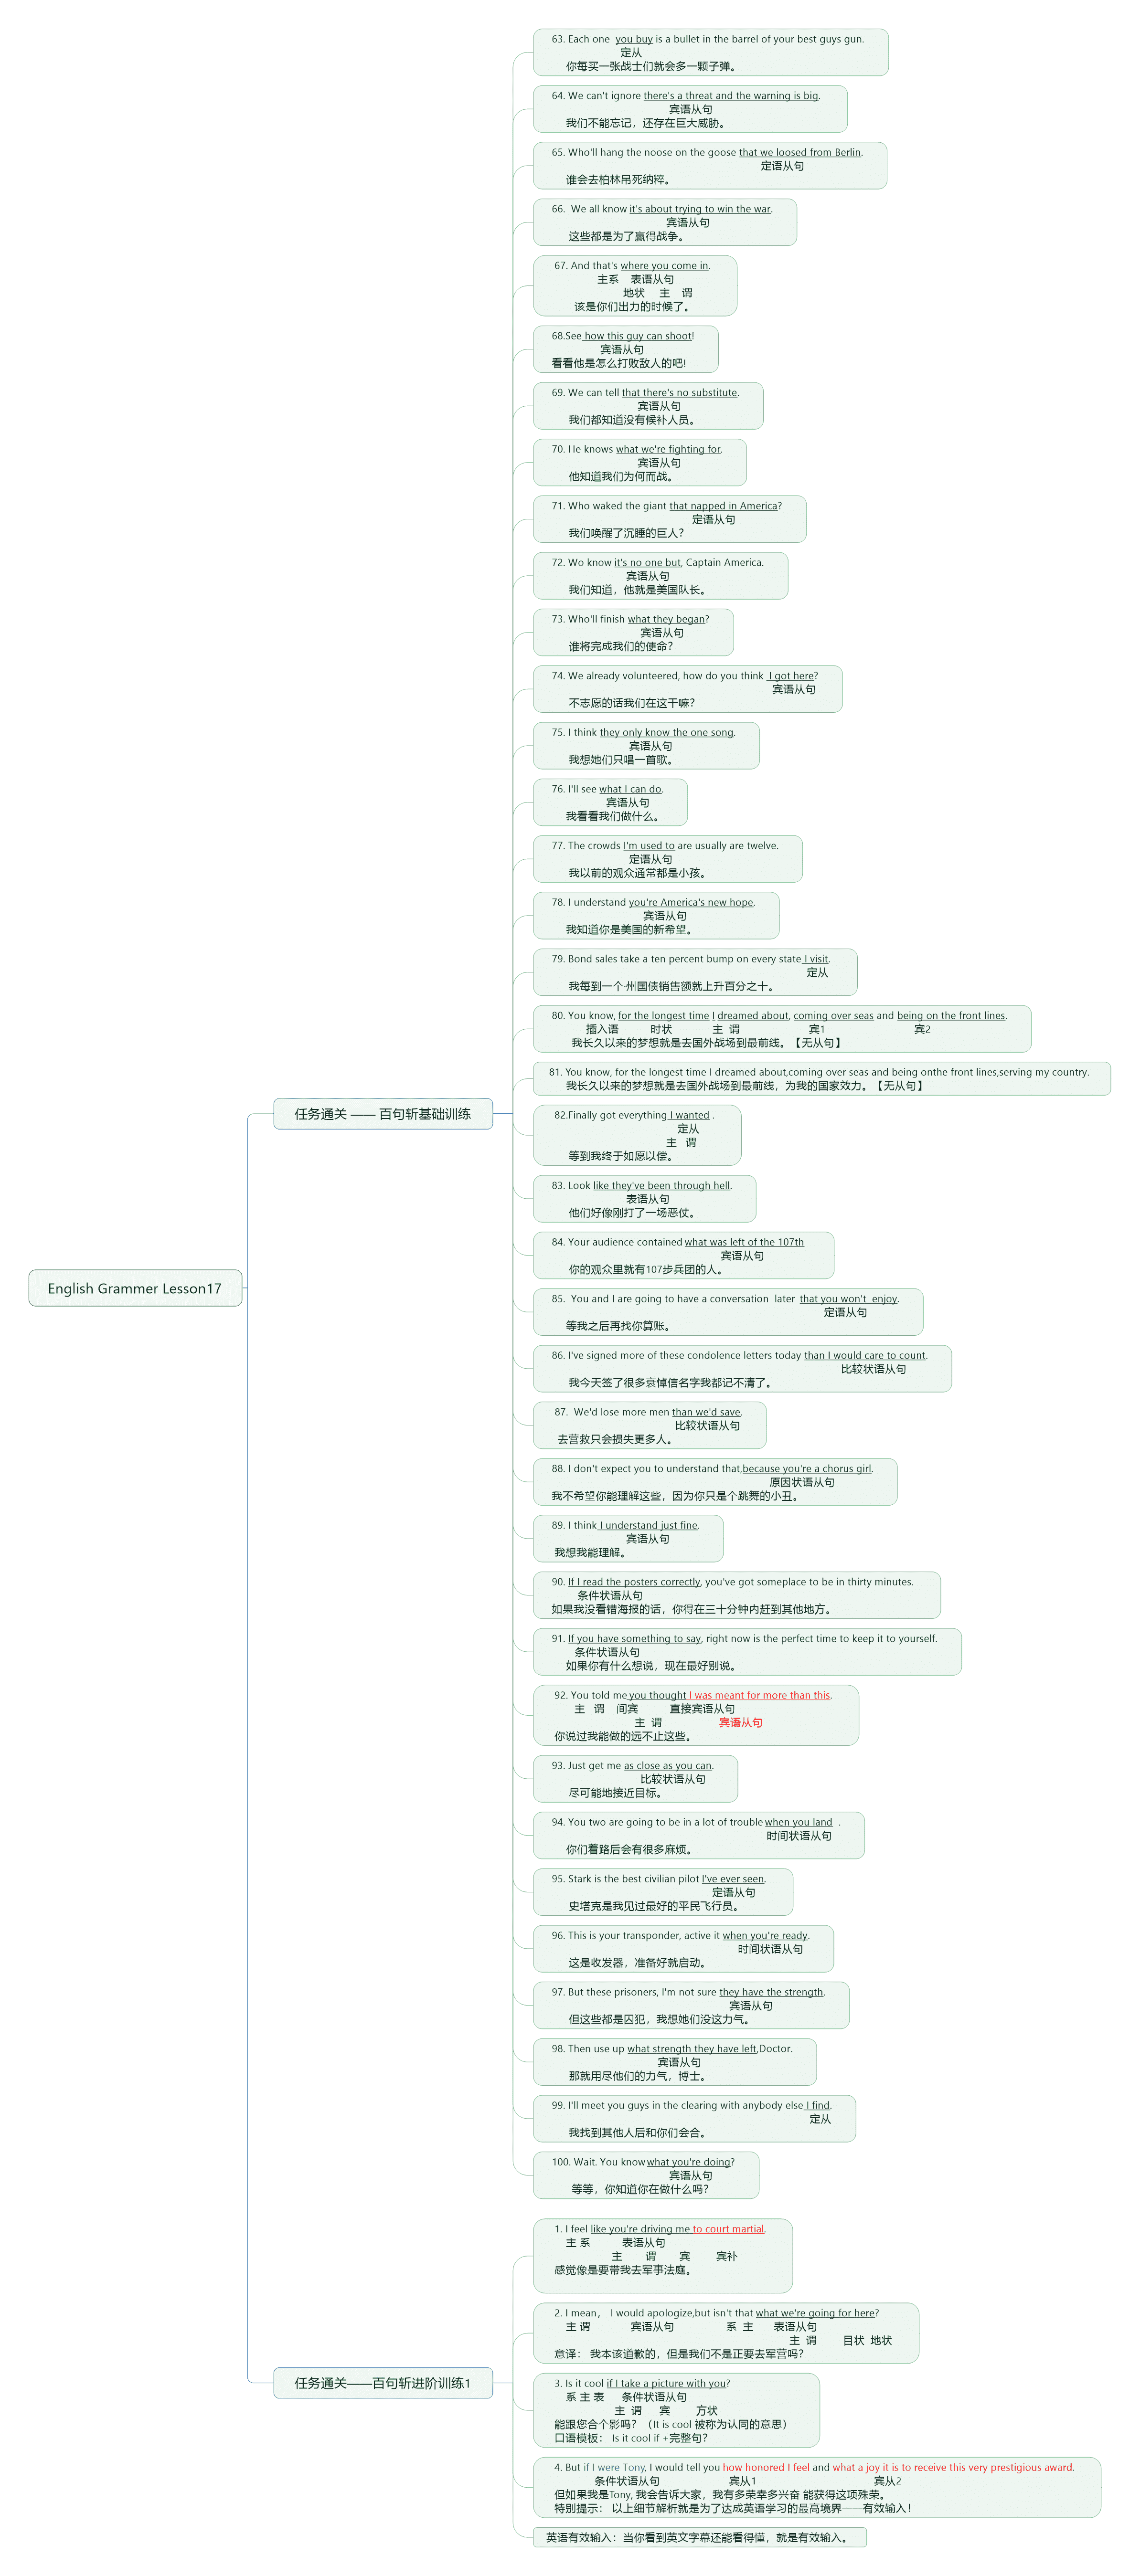 English Grammer Lesson17
任务通关 —— 百句斩基础训练
63. Each one  you buy is a bullet in the barrel of your best guys gun.
定从
你每买一张战士们就会多一颗子弹。
64. We can't ignore there's a threat and the warning is big.
宾语从句
我们不能忘记，还存在巨大威胁。
65. Who'll hang the noose on the goose that we loosed from Berlin.
定语从句
谁会去柏林吊死纳粹。
66.  We all know it's about trying to win the war.
宾语从句
这些都是为了赢得战争。
67. And that's where you come in.
主系    表语从句
地状    主    谓
该是你们出力的时候了。
68.See how this guy can shoot!
宾语从句
看看他是怎么打败敌人的吧!
69. We can tell that there's no substitute.
宾语从句
我们都知道没有候补人员。
70. He knows what we're fighting for.
宾语从句
他知道我们为何而战。
71. Who waked the giant that napped in America?
定语从句
我们唤醒了沉睡的巨人?
72. Wo know it's no one but, Captain America.
宾语从句
我们知道，他就是美国队长。
73. Who'll finish what they began?
宾语从句
谁将完成我们的使命?
74. We already volunteered, how do you think  I got here?
宾语从句
不志愿的话我们在这干嘛?
75. I think they only know the one song.
宾语从句
我想她们只唱一首歌。
76. I'll see what I can do.
宾语从句
我看看我们做什么。
77. The crowds I'm used to are usually are twelve.
定语从句
我以前的观众通常都是小孩。
78. I understand you're America's new hope.
宾语从句
我知道你是美国的新希望。
79. Bond sales take a ten percent bump on every state I visit.
定从
我每到一个州国债销售额就上升百分之十。
80. You know, for the longest time I dreamed about, coming over seas and being on the front lines.
插入语    时状    主  谓    宾1    宾2
我长久以来的梦想就是去国外战场到最前线。【无从句】
81. You know, for the longest time I dreamed about,coming over seas and being onthe front lines,serving my country.
我长久以来的梦想就是去国外战场到最前线，为我的国家效力。【无从句】
82.Finally got everything I wanted .
定从
主  谓
等到我终于如愿以偿。
83. Look like they've been through hell.
表语从句
他们好像刚打了一场恶仗。
84. Your audience contained what was left of the 107th
宾语从句
你的观众里就有107步兵团的人。
85.  You and I are going to have a conversation  later  that you won't  enjoy.
定语从句
等我之后再找你算账。
86. I've signed more of these condolence letters today than I would care to count.
比较状语从句
我今天签了很多哀悼信名字我都记不清了。
87.  We'd lose more men than we'd save.
比较状语从句
去营救只会损失更多人。
88. I don't expect you to understand that,because you're a chorus girl.
原因状语从句
我不希望你能理解这些，因为你只是个跳舞的小丑。
89. I think I understand just fine.
宾语从句
我想我能理解。
90. If I read the posters correctly, you've got someplace to be in thirty minutes.
条件状语从句
如果我没看错海报的话，你得在三十分钟内赶到其他地方。
91. If you have something to say, right now is the perfect time to keep it to yourself.
条件状语从句
如果你有什么想说，现在最好别说。
92. You told me you thought I was meant for more than this.
主  谓  间宾    直接宾语从句
主  谓    宾语从句
你说过我能做的远不止这些。
93. Just get me as close as you can.
比较状语从句
尽可能地接近目标。
94. You two are going to be in a lot of trouble when you land  .
时间状语从句
你们着路后会有很多麻烦。
95. Stark is the best civilian pilot I've ever seen.
定语从句
史塔克是我见过最好的平民飞行员。
96. This is your transponder, active it when you're ready.
时间状语从句
这是收发器，准备好就启动。
97. But these prisoners, I'm not sure they have the strength.
宾语从句
但这些都是囚犯，我想她们没这力气。
98. Then use up what strength they have left,Doctor.
宾语从句
那就用尽他们的力气，博士。
99. I'll meet you guys in the clearing with anybody else I find.
定从
我找到其他人后和你们会合。
100. Wait. You know what you're doing?
宾语从句
等等，你知道你在做什么吗?
任务通关——百句斩进阶训练1
1. I feel like you're driving me to court martial.
主 系    表语从句
主    谓    宾    宾补
感觉像是要带我去军事法庭。
2. I mean， I would apologize,but isn't that what we're going for here?
主 谓    宾语从句    系  主    表语从句
主  谓    目状  地状
意译： 我本该道歉的，但是我们不是正要去军营吗?
3. Is it cool if I take a picture with you?
系 主 表    条件状语从句
主  谓    宾    方状
能跟您合个影吗? （It is cool 被称为认同的意思）
口语模板： Is it cool if +完整句?
4. But if I were Tony, I would tell you how honored I feel and what a joy it is to receive this very prestigious award.
条件状语从句    宾从1    宾从2
但如果我是Tony, 我会告诉大家，我有多荣幸多兴奋 能获得这项殊荣。
特别提示： 以上细节解析就是为了达成英语学习的最高境界——有效输入!
英语有效输入：当你看到英文字幕还能看得懂，就是有效输入。